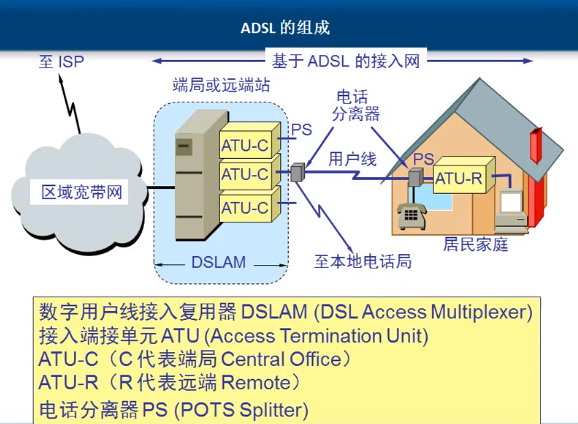 ADSL 的组成
至 ISP
基于 ADSL 的接入网
端局或远端站
电话
分离器
PS
ATU-C
用户线
PS
ATU-C
ATU-R
区域宽带网
ATU-C
居民家庭
DSLAM
至本地电话局
数字用户线接入复用器 DSLAM (DSL Access Multiplexer)
接入端接单元 ATU (Access Termination Unit)
ATU-C（C 代表端局 Central Office）
ATU-R（R 代表远端 Remote）
电话分离器 PS (POTS Splitter)